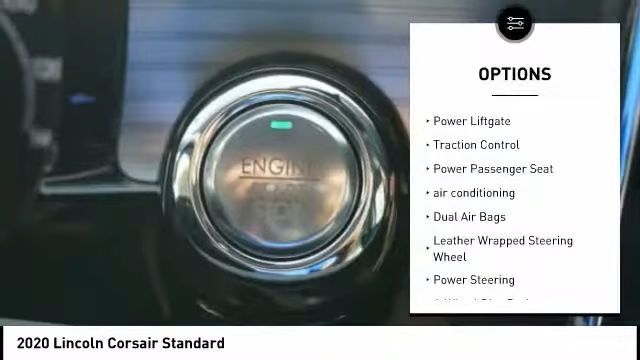 ENGINE
OPTIONS
Power Liftgate
Traction Control
Power Passenger Seat
air conditioning
Dual Air Bags
Leather Wrapped Steering
Wheel
Power Steering
2020 Lincoln Corsair Standard